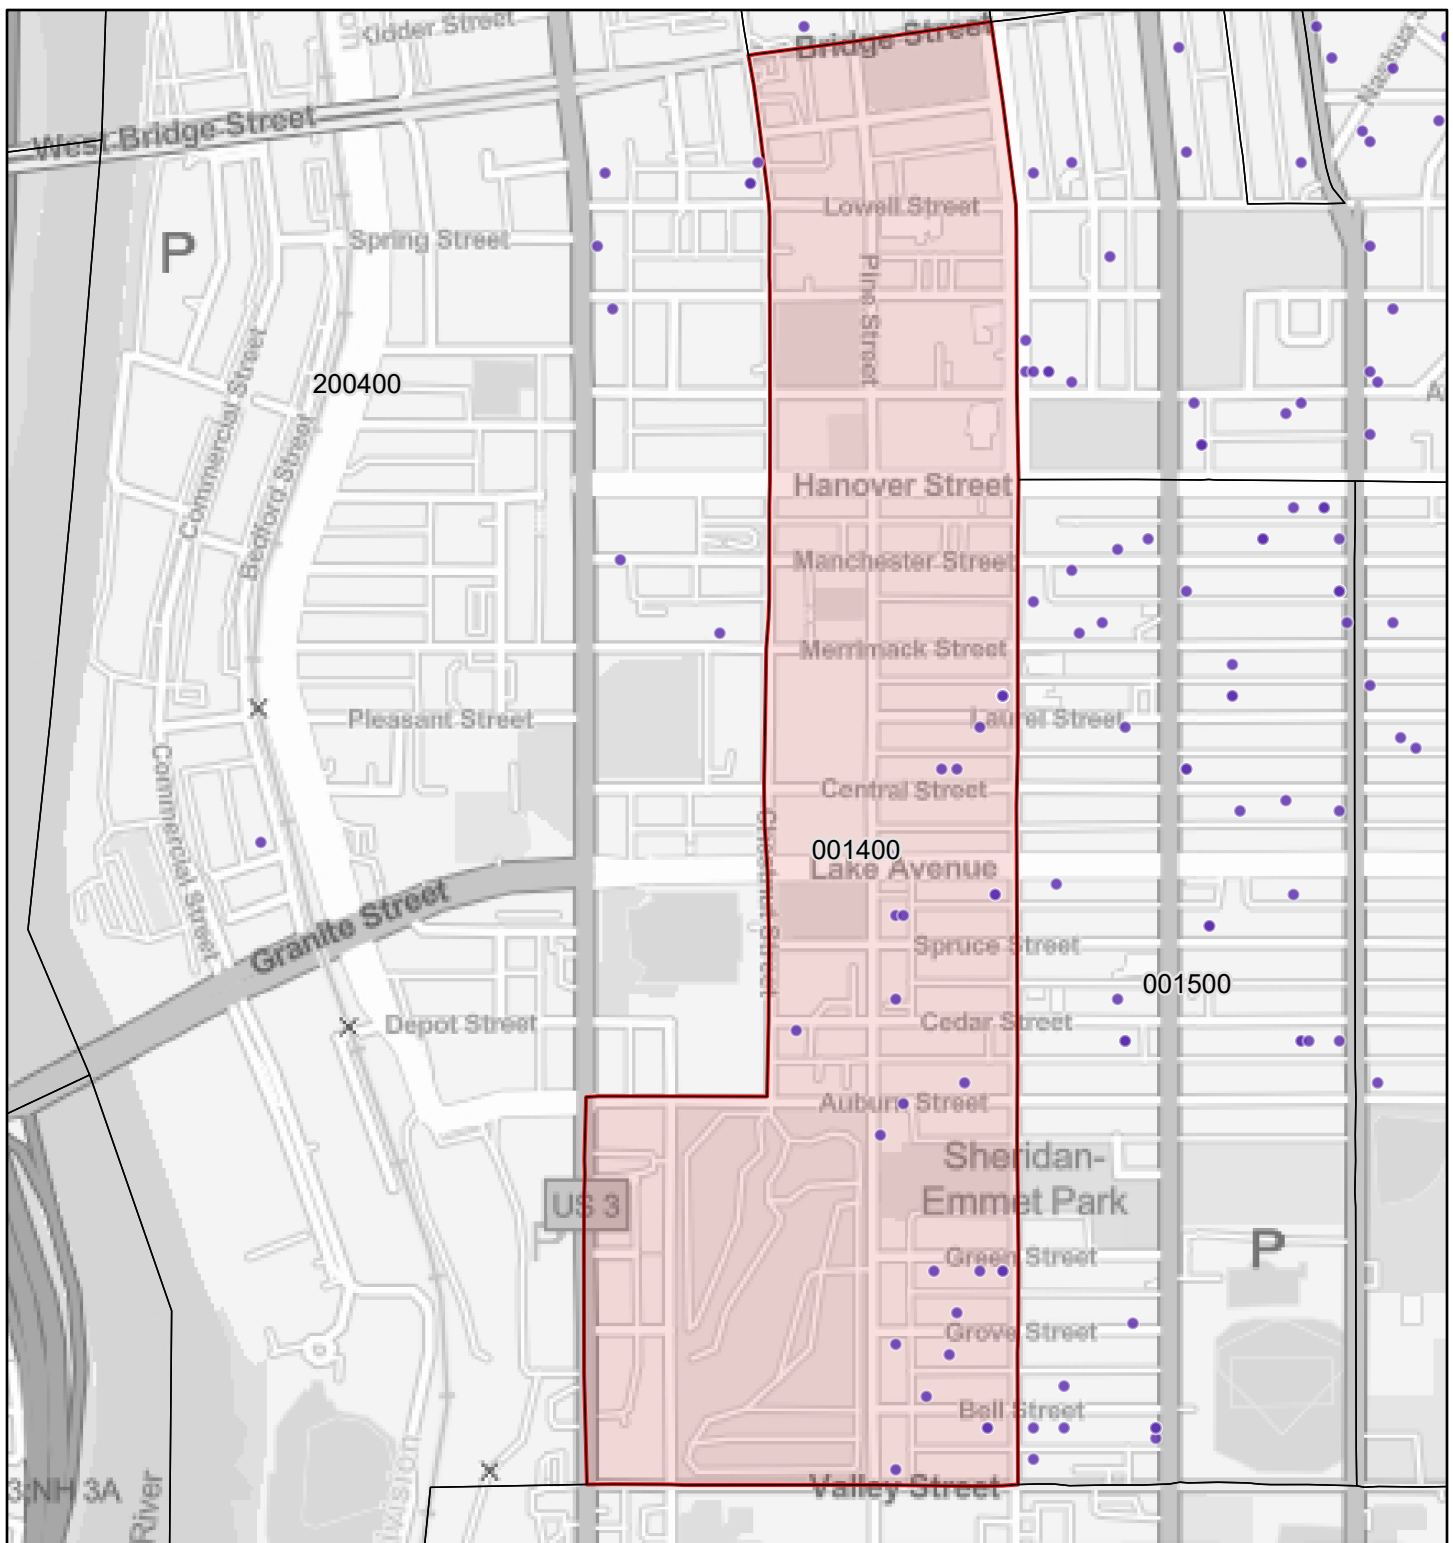 Kidder Street
Bridge Street
Nashua S
West Bridge Street
Lowell Street
P
Spring Street
Pine Street
200400
Commercial Street
Bedford Street
A
Hanover Street
Manchester Street
Merrimack Street
Pleasant Street
Laurel Street
Commercial Street
Central Street
Chestnut Street
001400
Lake Avenue
Granite Street
Spruce Street
001500
Depot Street
Cedar Street
Auburn Street
Sheridan-
Emmet Park
US 3
P
P
Green Street
Grove Street
Bell Street
3;NH 3A
River
ivision
Valley Street